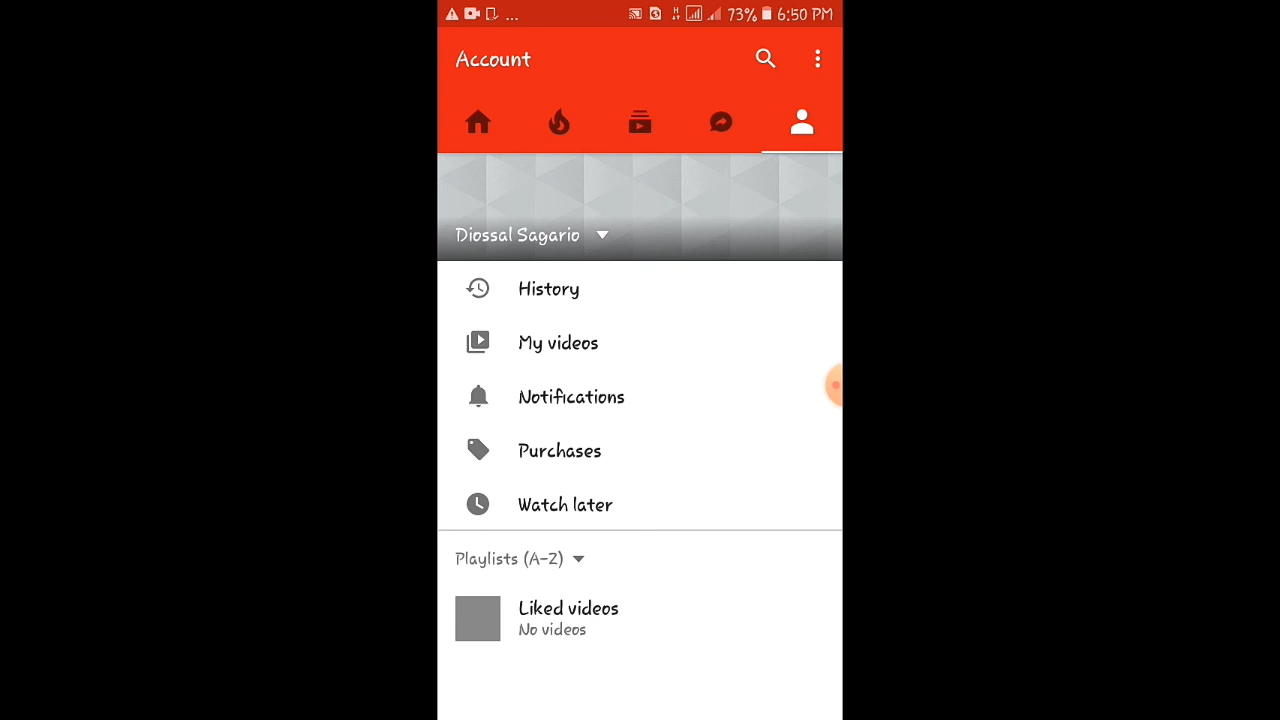 ... 73% 6:50 PM
Account
Diossal Sagario
History
My videos
Notifications
Purchases
Watch later
Playlists (A-Z)
Liked videos
No videos